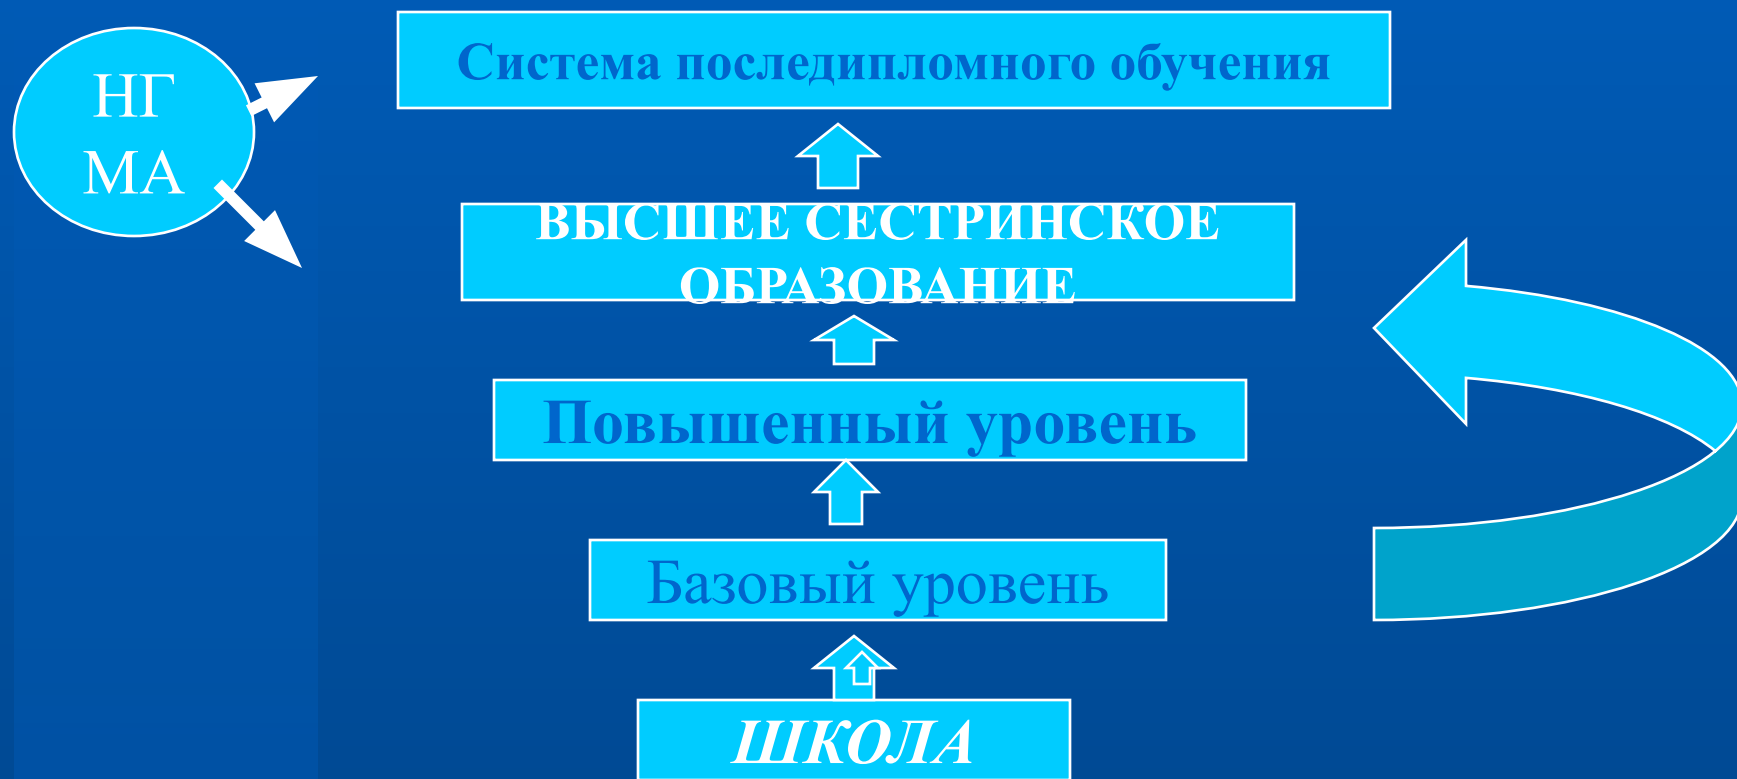 НГ
МА
Система последипломного обучения
ВЫСШЕЕ СЕСТРИНСКОЕ
ОБРАЗОВАНИЕ
Повышенный уровень
Базовый уровень
ШКОЛА